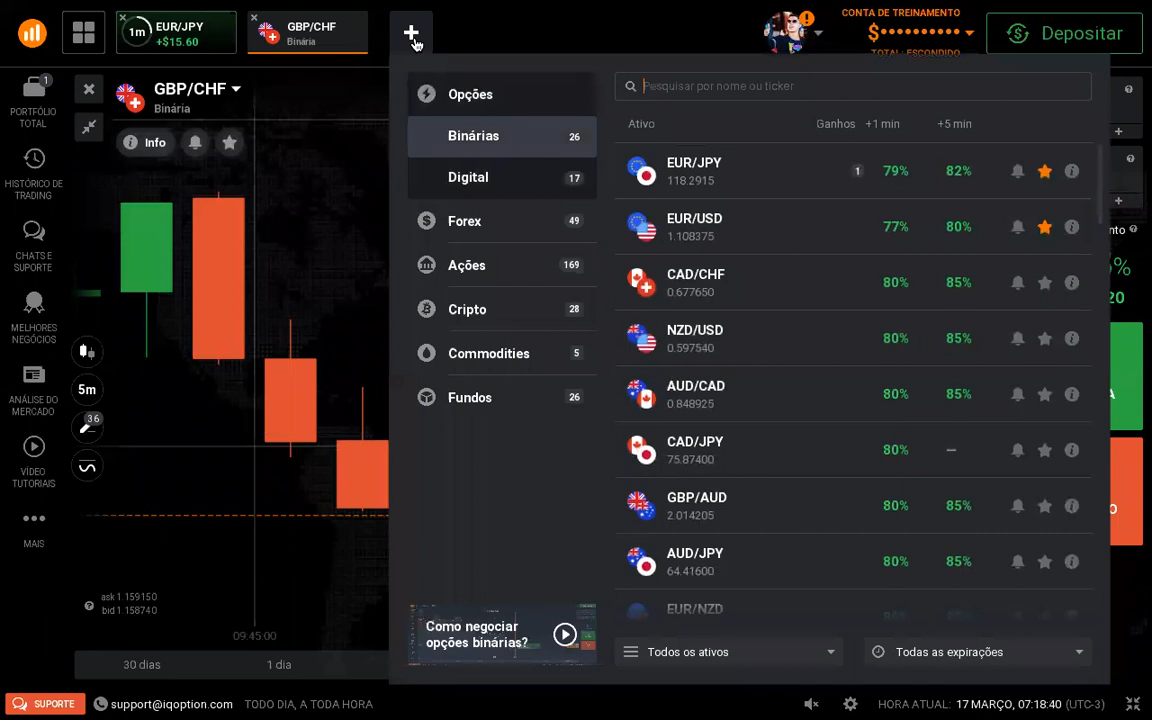 1m
EUR/JPY
+$15.60
GBP/CHF
Binária
CONTA DE TREINAMENTO
$••••••••••
TOTAL: ESCONDIDO
Depositar
1
PORTFÓLIO
TOTAL
HISTÓRICO DE
TRADING
CHATS E
SUPORTE
MELHORES
NEGÓCIOS
ANÁLISE DO
MERCADO
VÍDEO
TUTORIAIS
MAIS
GBP/CHF
Binária
Info
5m
36
ask 1.159150
bid 1.158740
09:45:00
30 dias
1 dia
Opções
Binárias 26
Digital 17
Forex 49
Ações 169
Cripto 28
Commodities 5
Fundos 26
Como negociar
opções binárias?
Pesquisar por nome ou ticker
Ativo Ganhos +1 min +5 min
EUR/JPY 1 79% 82%
118.2915
EUR/USD 77% 80%
1.108375
CAD/CHF 80% 85%
0.677650
NZD/USD 80% 85%
0.597540
AUD/CAD 80% 85%
0.848925
CAD/JPY 80% —
75.87400
GBP/AUD 80% 85%
2.014205
AUD/JPY 80% 85%
64.41600
EUR/NZD
Todos os ativos
Todas as expirações
%
20
A
O
SUPORTE
support@iqoption.com
TODO DIA, A TODA HORA
HORA ATUAL: 17 MARÇO, 07:18:40 (UTC-3)